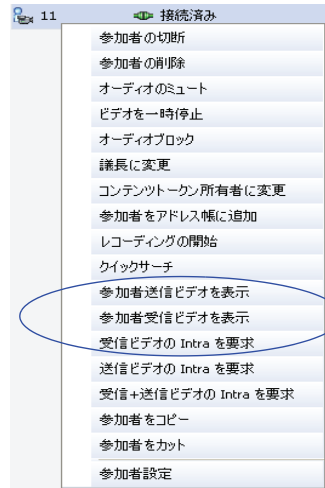 11 接続済み
参加者の切断
参加者の削除
オーディオのミュート
ビデオを一時停止
オーディオブロック
議長に変更
コンテンツトークン所有者に変更
参加者をアドレス帳に追加
レコーディングの開始
クイックサーチ
参加者送信ビデオを表示
参加者受信ビデオを表示
受信ビデオの Intra を要求
送信ビデオの Intra を要求
受信+送信ビデオの Intra を要求
参加者をコピー
参加者をカット
参加者設定